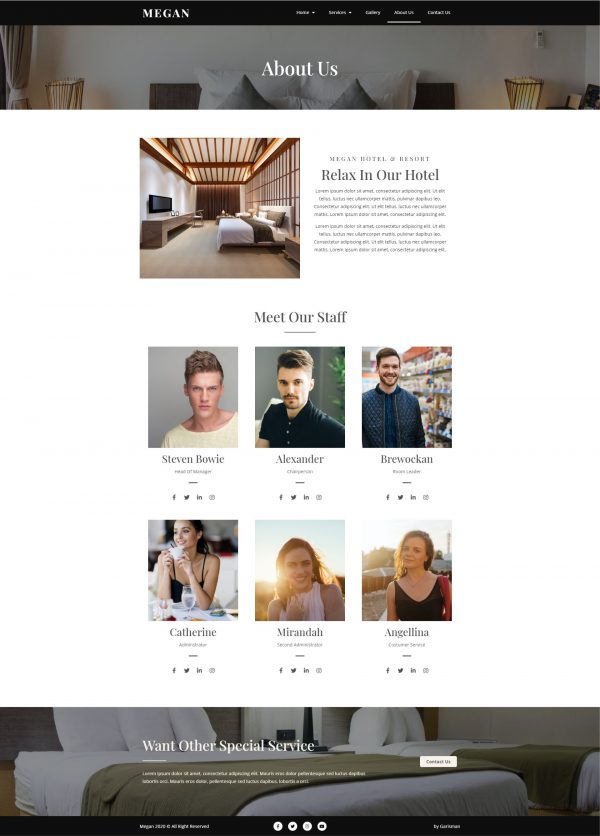 MEGAN
Home Services Gallery About Us Contact Us
About Us
MEGAN HOTEL & RESORT
Relax In Our Hotel
Lorem ipsum dolor sit amet, consectetur adipiscing elit. Ut
elit tellus, luctus nec ullamcorper mattis, pulvinar dapibus leo.
Consectetur adipiscing elit. Ut elit tellus, luctus nec ullamcorper
mattis. Lorem ipsum dolor sit amet, consectetur adipiscing elit.
Lorem ipsum dolor sit amet, consectetur adipiscing elit. Ut elit
tellus, luctus nec ullamcorper mattis, pulvinar dapibus leo.
Consectetur adipiscing elit. Ut elit tellus, luctus nec ullamcorper
mattis. Lorem ipsum dolor sit amet, consectetur adipiscing elit.
Meet Our Staff
Steven Bowie Alexander Brewockan
Head Of Manager Chairperson Room Leader
Catherine Mirandah Angellina
Administrator Second Administrator Costumer Service
Want Other Special Service
Lorem ipsum dolor sit amet, consectetur adipiscing elit. Mauris eros dolor pellentesque sed luctus
dapibus lobortis a orci. Mauris eros dolor pellentesque sed luctus dapibus lobortis a orci.
Contact Us
Megan 2020 © All Right Reserved by Garisman